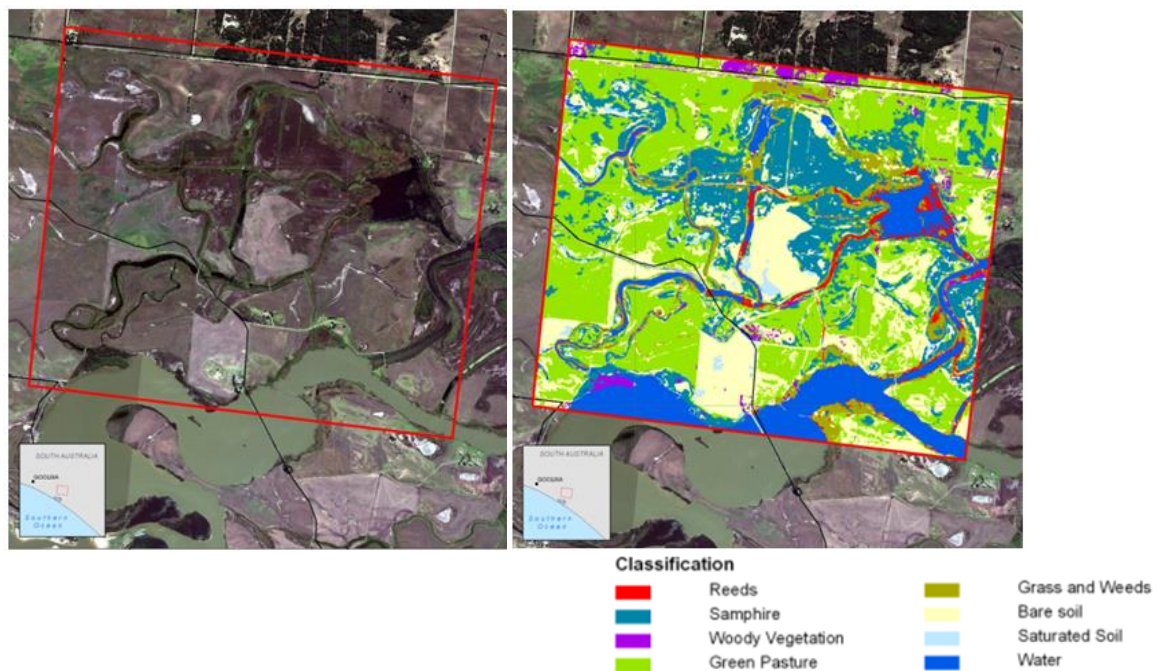 SOUTH AUSTRALIA
GOOLWA
Southern
Ocean
SOUTH AUSTRALIA
GOOLWA
Southern
Ocean
Classification
Reeds
Samphire
Woody Vegetation
Green Pasture
Grass and Weeds
Bare soil
Saturated Soil
Water